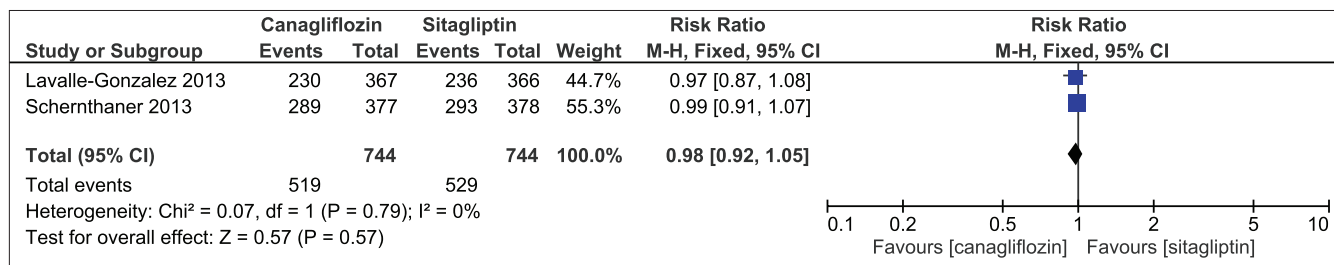 Canagliflozin Sitagliptin Risk Ratio Risk Ratio
Study or Subgroup Events Total Events Total Weight M-H, Fixed, 95% CI M-H, Fixed, 95% CI
Lavalle-Gonzalez 2013 230 367 236 366 44.7% 0.97 [0.87, 1.08]
Schernthaner 2013 289 377 293 378 55.3% 0.99 [0.91, 1.07]
Total (95% CI) 744 744 100.0% 0.98 [0.92, 1.05]
Total events 519 529
Heterogeneity: Chi² = 0.07, df = 1 (P = 0.79); I² = 0%
Test for overall effect: Z = 0.57 (P = 0.57)
0.1 0.2 0.5 1 2 5 10
Favours [canagliflozin] Favours [sitagliptin]